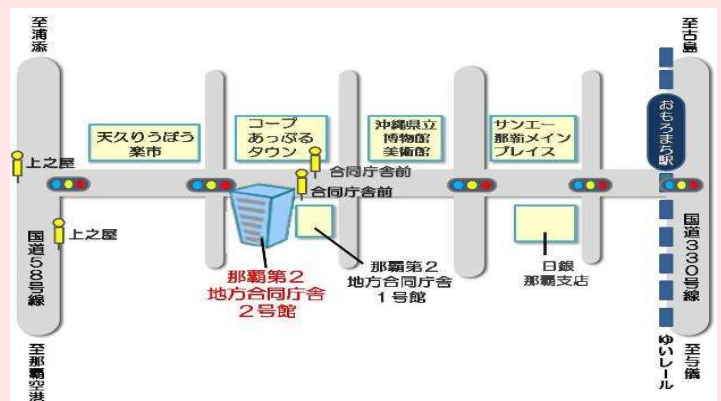 至浦添
至古島
天久りうぼう
楽市
コープ
あっぷる
タウン
沖縄県立
博物館
美術館
サンエー
那覇メイン
プレイス
おもろまち駅
上之屋
合同庁舎前
合同庁舎前
上之屋
国道58号線
国道330号線
那覇第2
地方合同庁舎
2号館
那覇第2
地方合同庁舎
1号館
日銀
那覇支店
至那覇空港
ゆいレール
至与儀